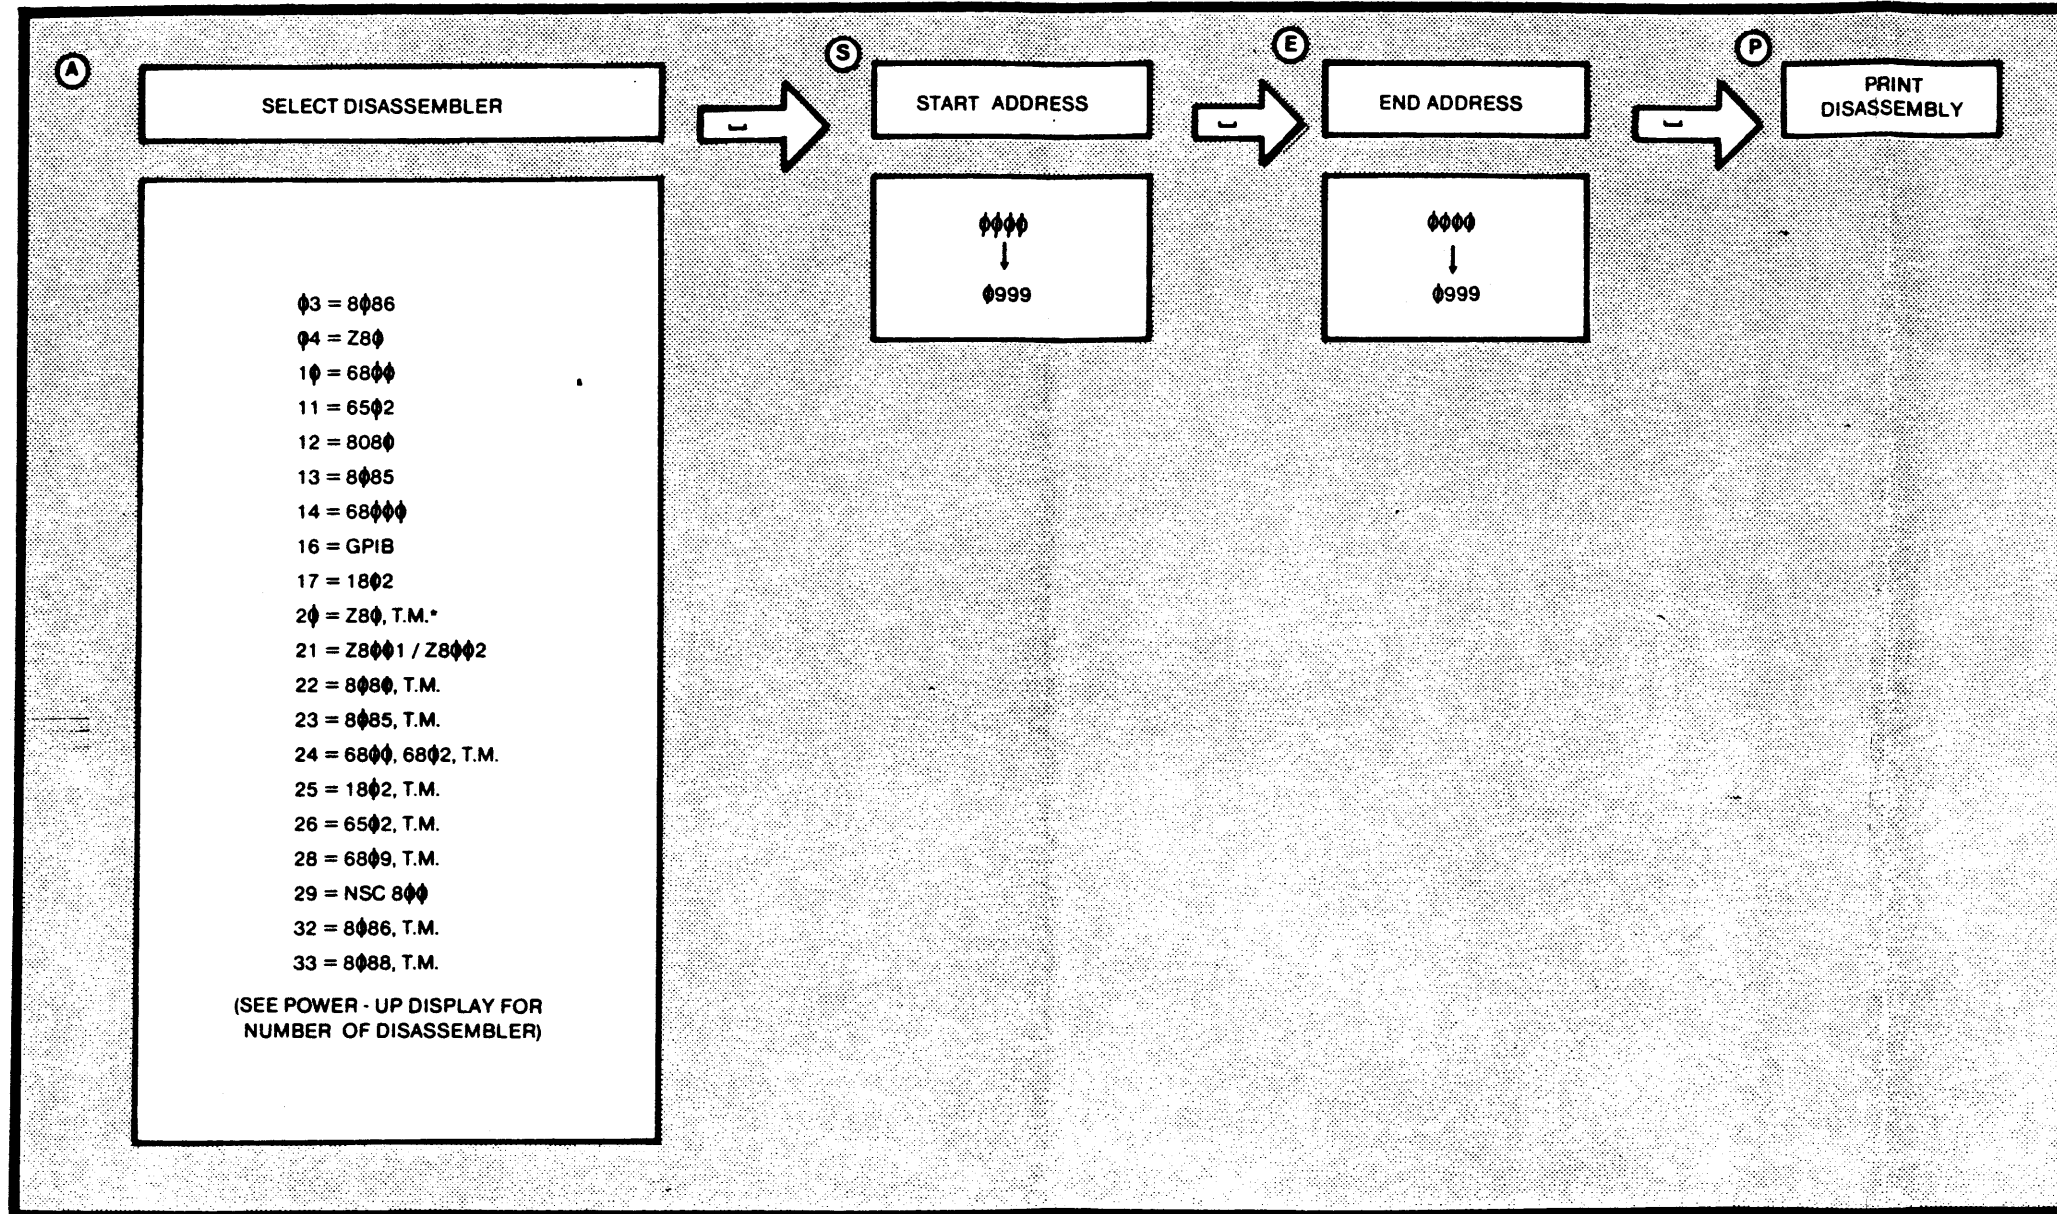 A
SELECT DISASSEMBLER
␣
S
START ADDRESS
␣
E
END ADDRESS
␣
P
PRINT
DISASSEMBLY
ϕ3 = 8ϕ86
ϕ4 = Z8ϕ
1ϕ = 68ϕϕ
11 = 65ϕ2
12 = 808ϕ
13 = 8ϕ85
14 = 68ϕϕϕ
16 = GPIB
17 = 18ϕ2
2ϕ = Z8ϕ, T.M.*
21 = Z8ϕϕ1 / Z8ϕϕ2
22 = 8ϕ8ϕ, T.M.
23 = 8ϕ85, T.M.
24 = 68ϕϕ, 68ϕ2, T.M.
25 = 18ϕ2, T.M.
26 = 65ϕ2, T.M.
28 = 68ϕ9, T.M.
29 = NSC 8ϕϕ
32 = 8ϕ86, T.M.
33 = 8ϕ88, T.M.
(SEE POWER - UP DISPLAY FOR
NUMBER OF DISASSEMBLER)
ϕϕϕϕ
↓
ϕ999
ϕϕϕϕ
↓
ϕ999